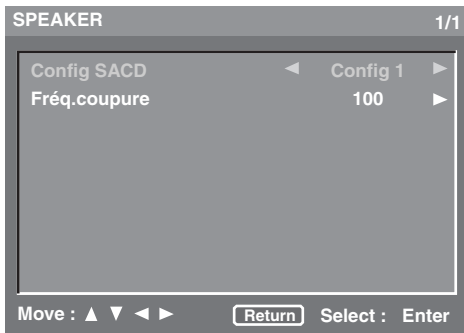 SPEAKER 1/1
Config SACD ◄ Config 1 ►
Fréq.coupure 100 ►
Move : ▲ ▼ ◄ ► Return Select : Enter